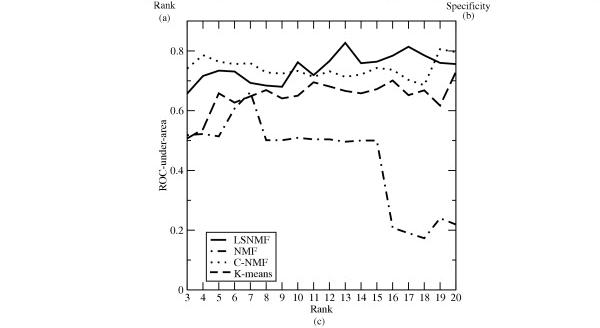 Rank
Specificity
(a)
(b)
0.8
0.6
0.4
0.2
0
ROC-under-area
LSNMF
NMF
C-NMF
K-means
3 4 5 6 7 8 9 10 11 12 13 14 15 16 17 18 19 20
Rank
(c)